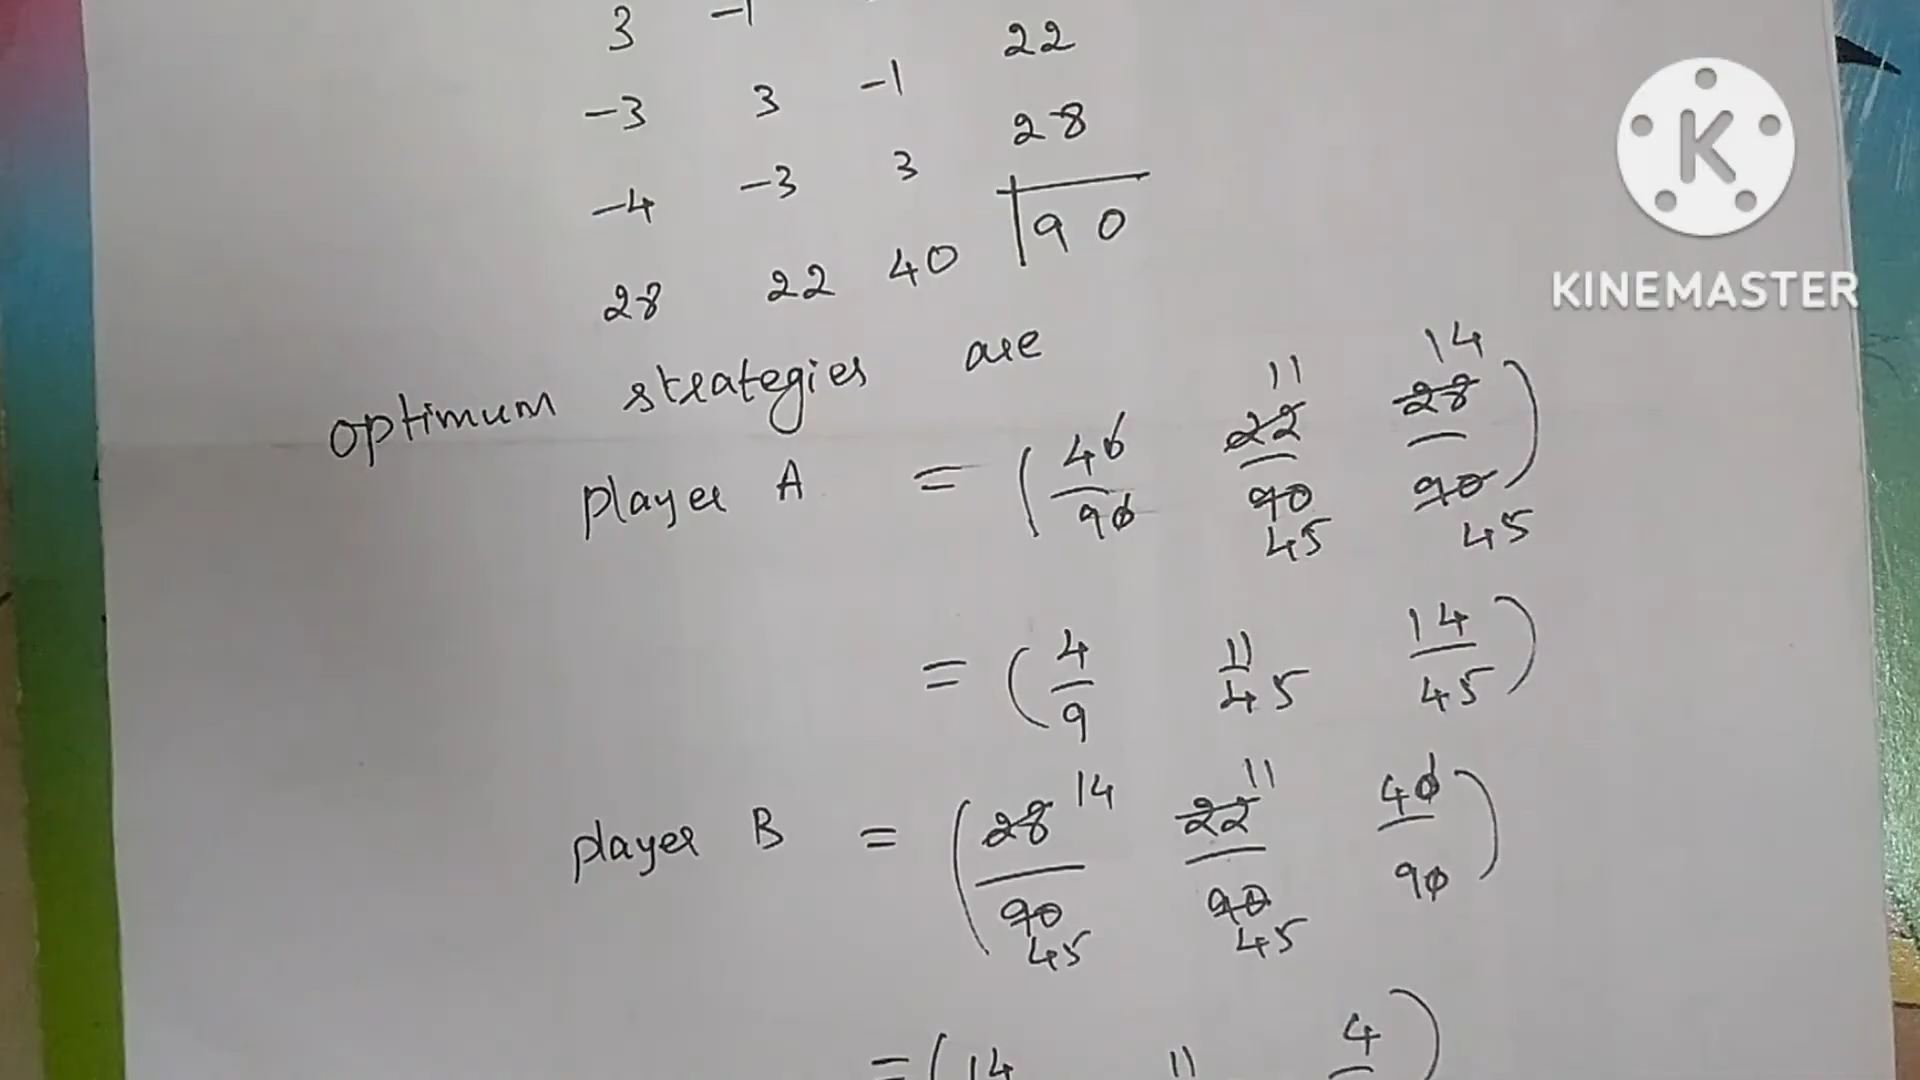 3 -1
22
-3 3 -1
28
-4 -3 3
90
28 22 40
optimum strategies are
player A = (40/90 22/90 28/90)
11 14
45 45
= (4/9 11/45 14/45)
player B = (28/90 22/90 40/90)
14 11
45 45
= (14 11 4)
K
KINEMASTER